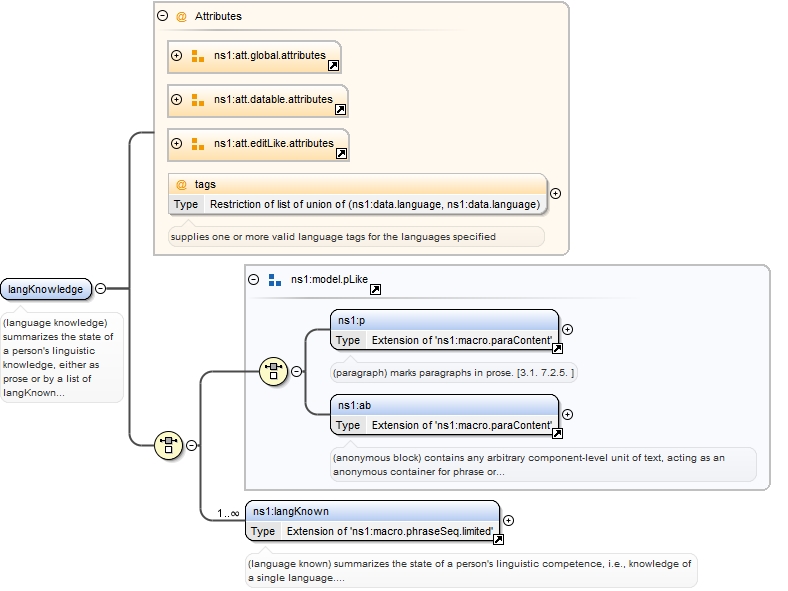 @ Attributes
ns1:att.global.attributes
ns1:att.datable.attributes
ns1:att.editLike.attributes
@ tags
Type Restriction of list of union of (ns1:data.language, ns1:data.language)
supplies one or more valid language tags for the languages specified
langKnowledge
(language knowledge)
summarizes the state of
a person's linguistic
knowledge, either as
prose or by a list of
langKnown...
ns1:model.pLike
ns1:p
Type Extension of 'ns1:macro.paraContent'
(paragraph) marks paragraphs in prose. [3.1. 7.2.5. ]
ns1:ab
Type Extension of 'ns1:macro.paraContent'
(anonymous block) contains any arbitrary component-level unit of text, acting as an
anonymous container for phrase or...
1..∞
ns1:langKnown
Type Extension of 'ns1:macro.phraseSeq.limited'
(language known) summarizes the state of a person's linguistic competence, i.e., knowledge of
a single language....